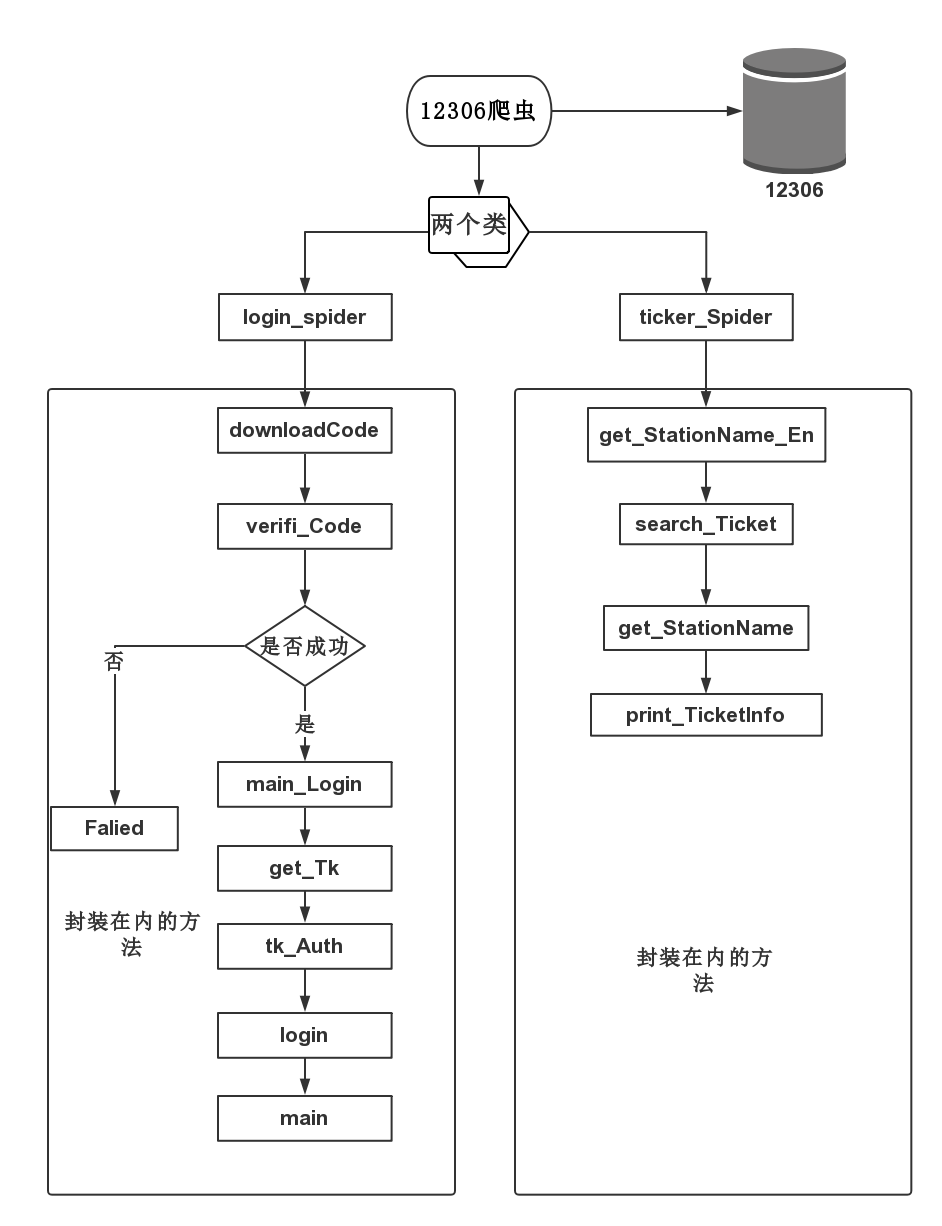 12306爬虫
12306
两个类
login_spider
ticker_Spider
downloadCode
verifi_Code
是否成功
否
是
main_Login
Falied
get_Tk
封装在内的方
法
tk_Auth
login
main
get_StationName_En
search_Ticket
get_StationName
print_TicketInfo
封装在内的方
法